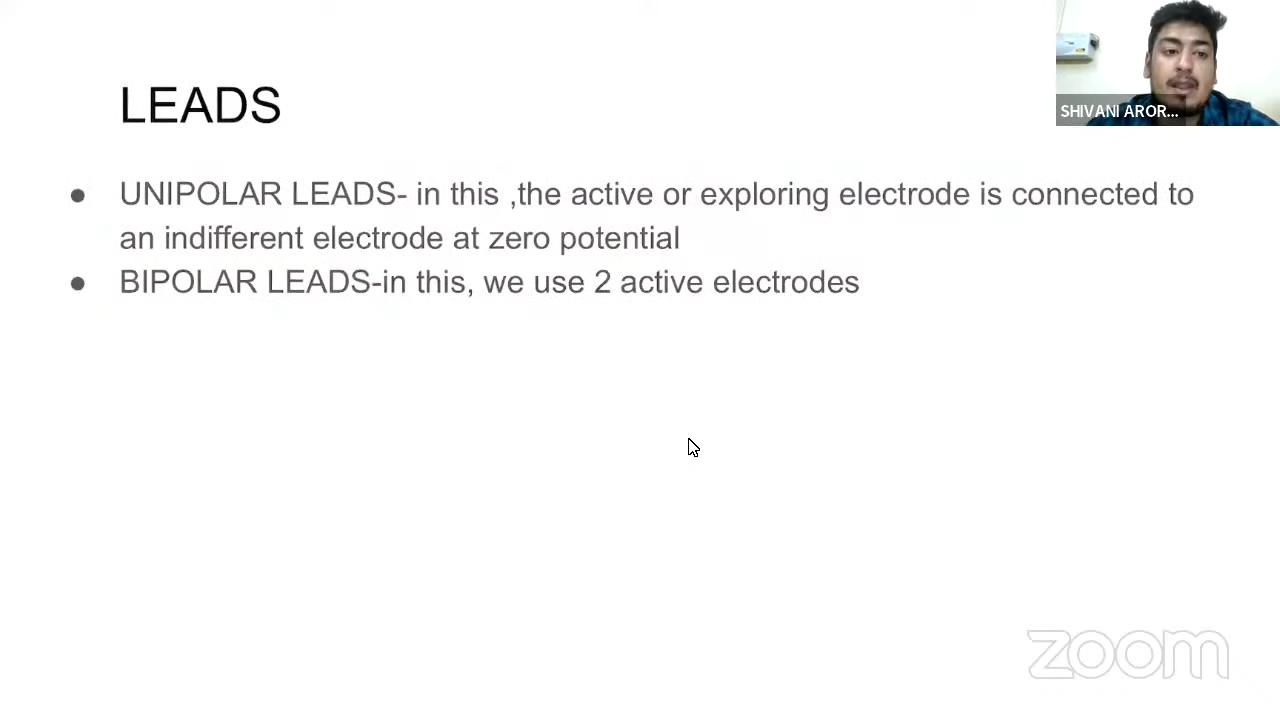 LEADS
SHIVANI AROR...
● UNIPOLAR LEADS- in this ,the active or exploring electrode is connected to
an indifferent electrode at zero potential
● BIPOLAR LEADS-in this, we use 2 active electrodes
zoom